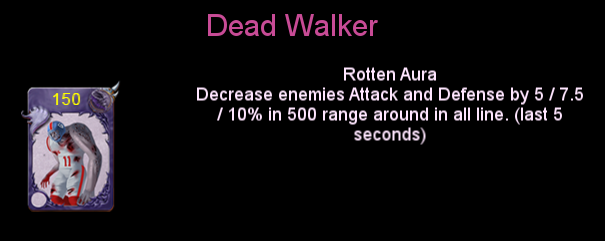 Dead Walker
150
11
Rotten Aura
Decrease enemies Attack and Defense by 5 / 7.5
/ 10% in 500 range around in all line. (last 5
seconds)